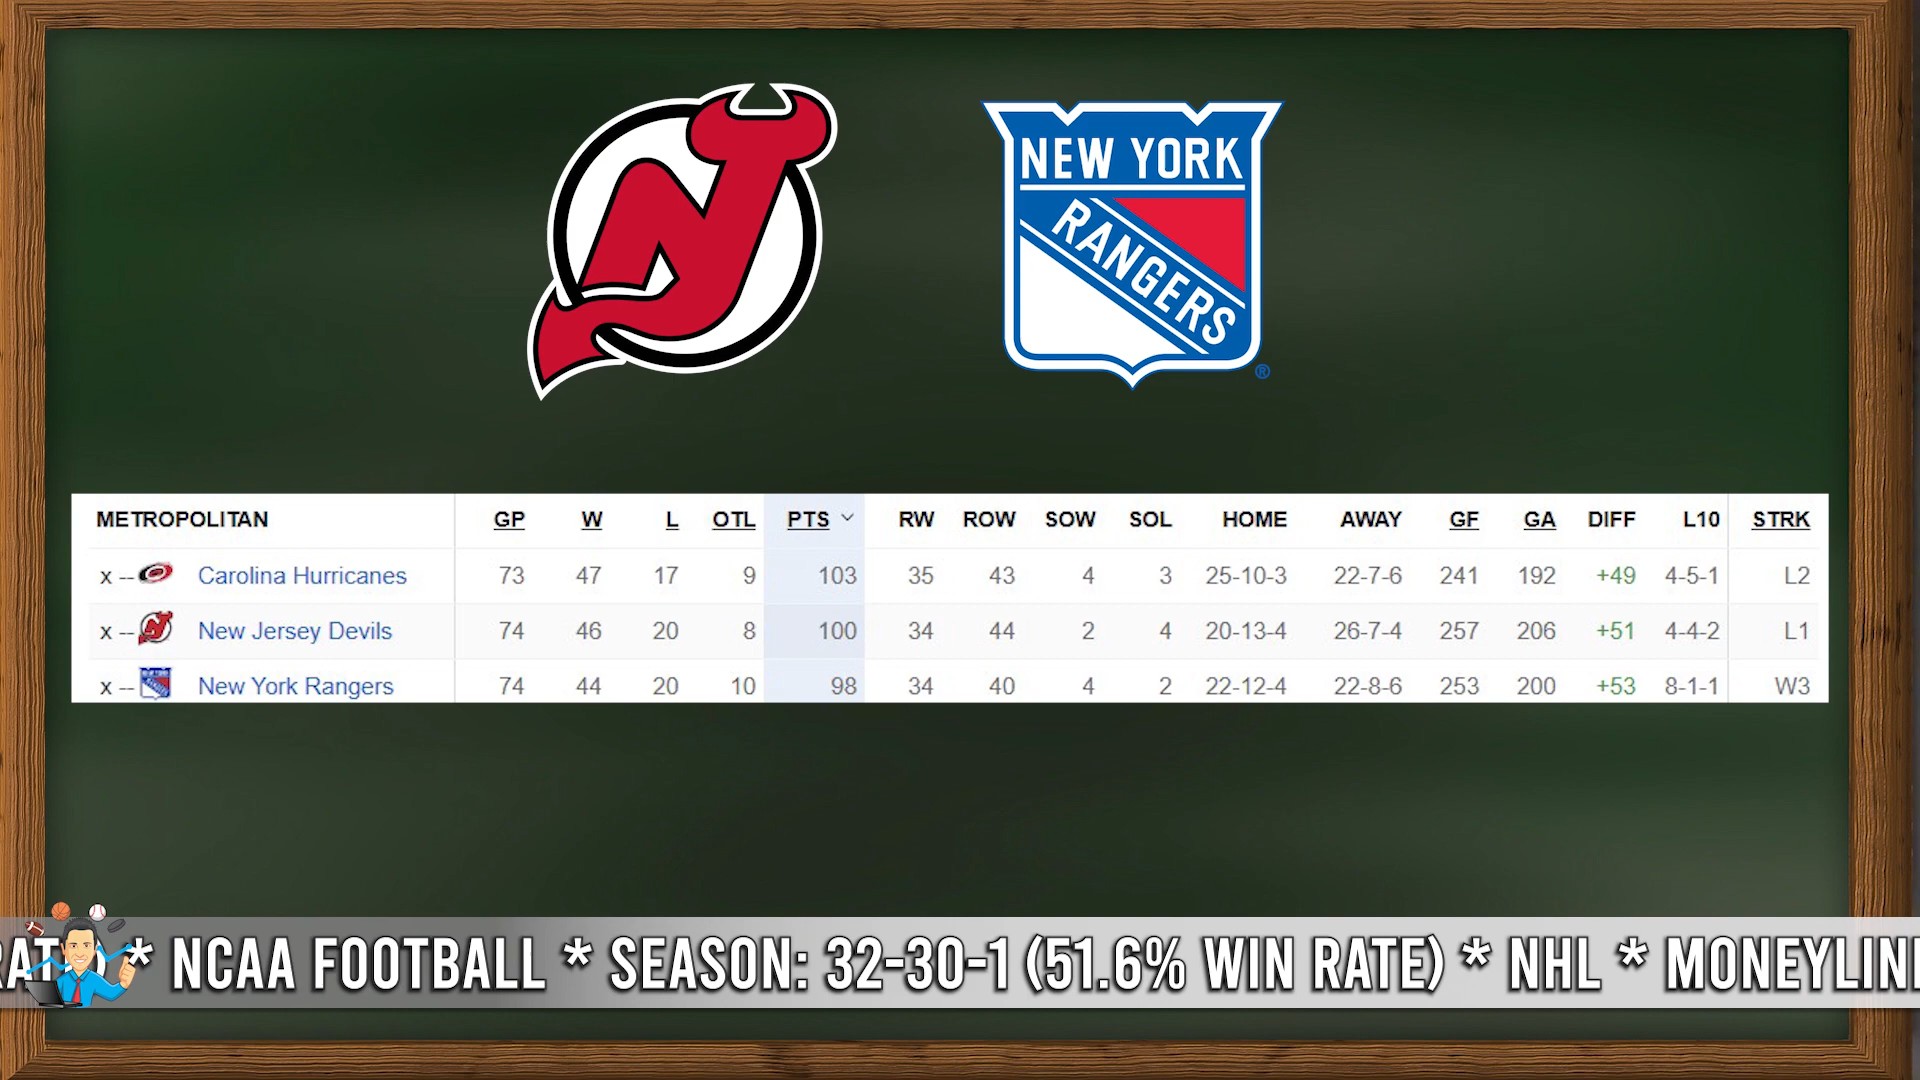 NEW YORK
RANGERS
®
METROPOLITAN GP W L OTL PTS RW ROW SOW SOL HOME AWAY GF GA DIFF L10 STRK
x -- Carolina Hurricanes 73 47 17 9 103 35 43 4 3 25-10-3 22-7-6 241 192 +49 4-5-1 L2
x -- New Jersey Devils 74 46 20 8 100 34 44 2 4 20-13-4 26-7-4 257 206 +51 4-4-2 L1
x -- New York Rangers 74 44 20 10 98 34 40 4 2 22-12-4 22-8-6 253 200 +53 8-1-1 W3
* NCAA FOOTBALL * SEASON: 32-30-1 (51.6% WIN RATE) * NHL * MONEYLIN